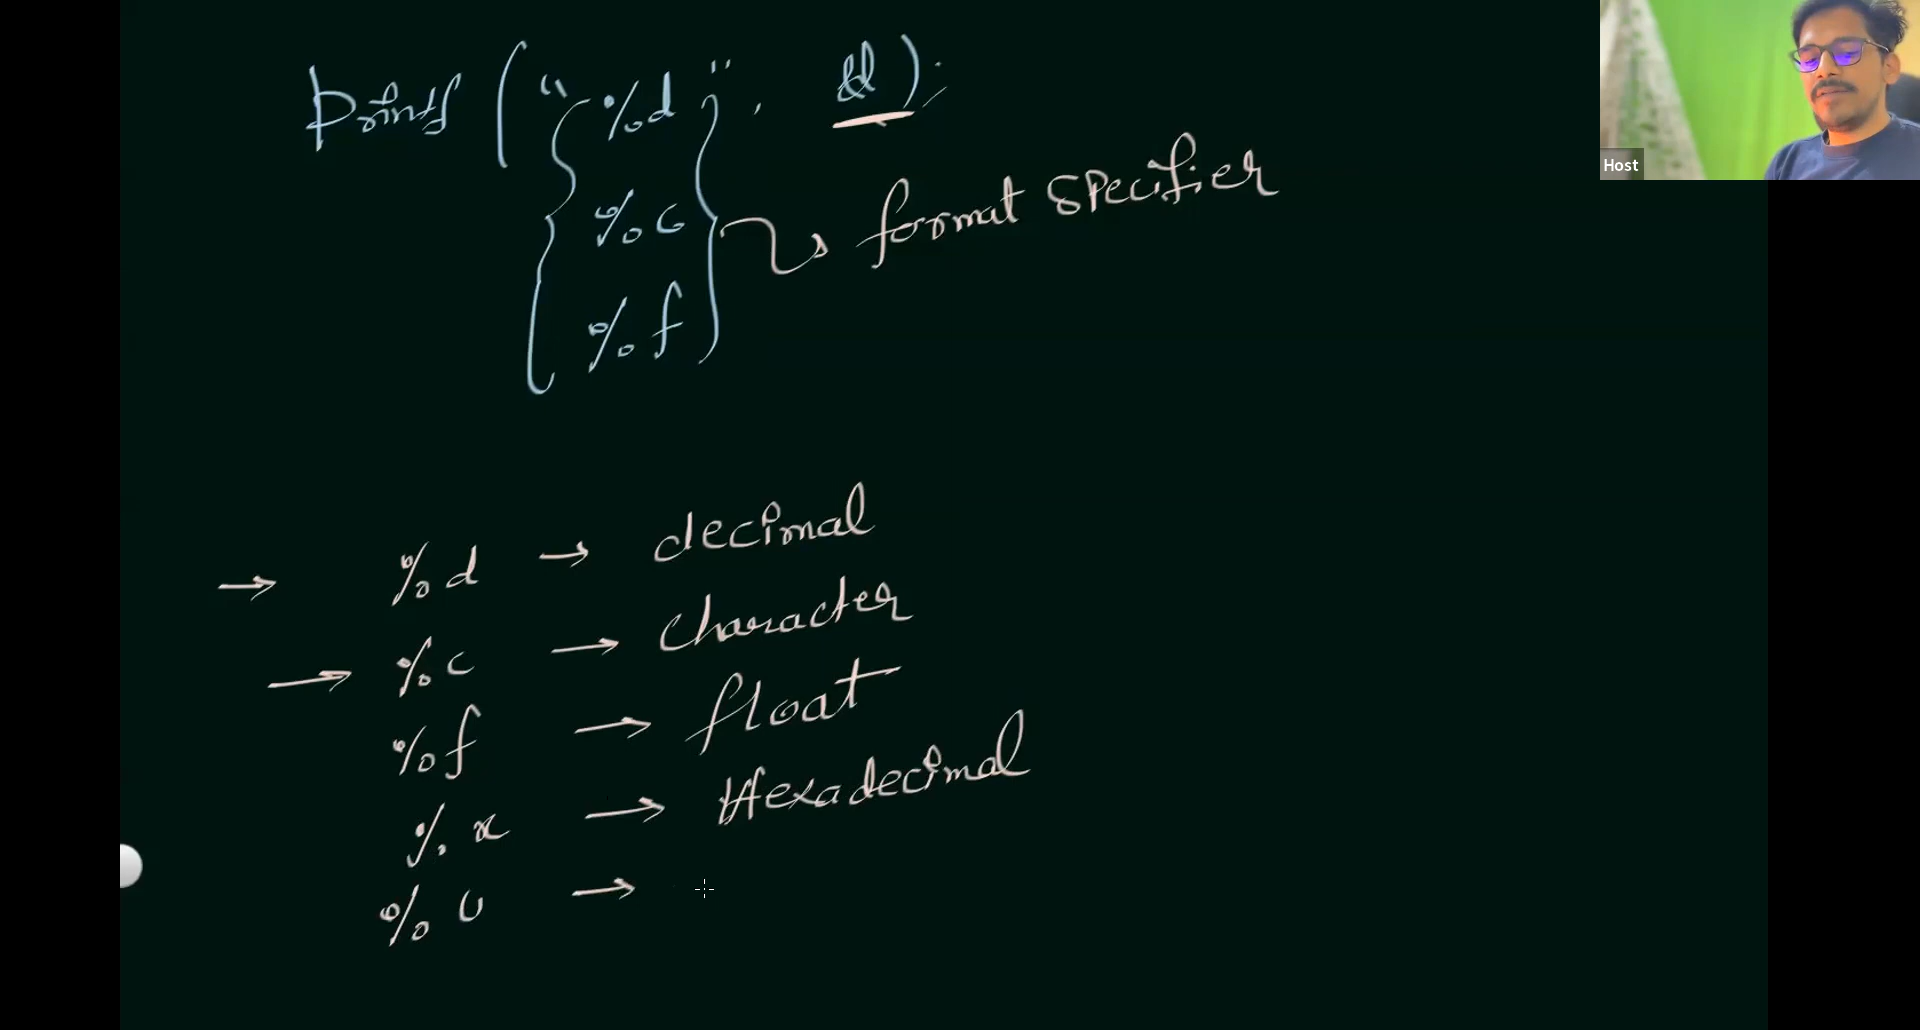 printf ( " %d " , );
Host
%c format specifier
%f
→ %d → decimal
→ %c → character
%f → float
%x → Hexadecimal
%u →